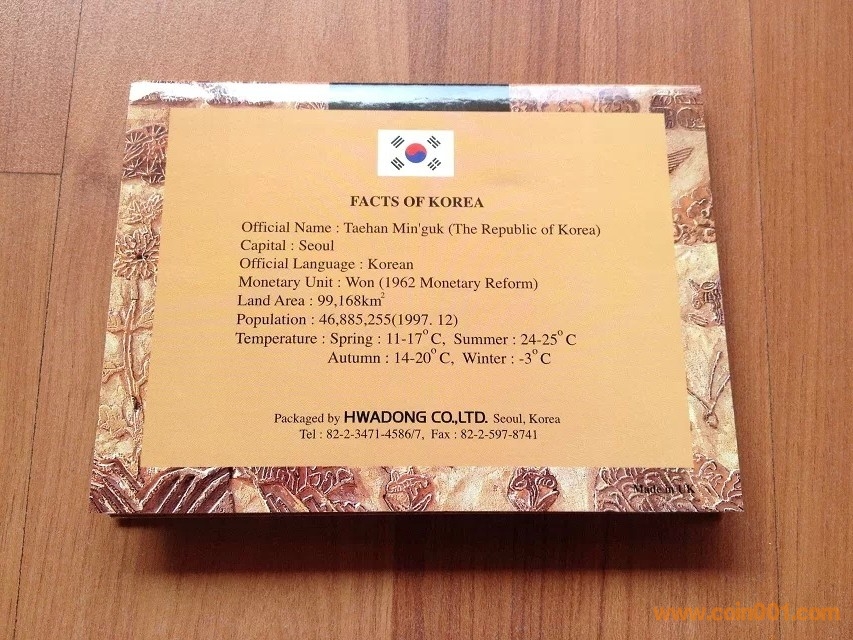 FACTS OF KOREA
Official Name : Taehan Min'guk (The Republic of Korea)
Capital : Seoul
Official Language : Korean
Monetary Unit : Won (1962 Monetary Reform)
Land Area : 99,168km²
Population : 46,885,255(1997. 12)
Temperature : Spring : 11-17°C, Summer : 24-25°C
Autumn : 14-20°C, Winter : -3°C
Packaged by HWADONG CO.,LTD. Seoul, Korea
Tel : 82-2-3471-4586/7, Fax : 82-2-597-8741
Made in UK
www.coin001.com